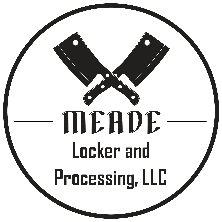 MEADE
Locker and
Processing, LLC